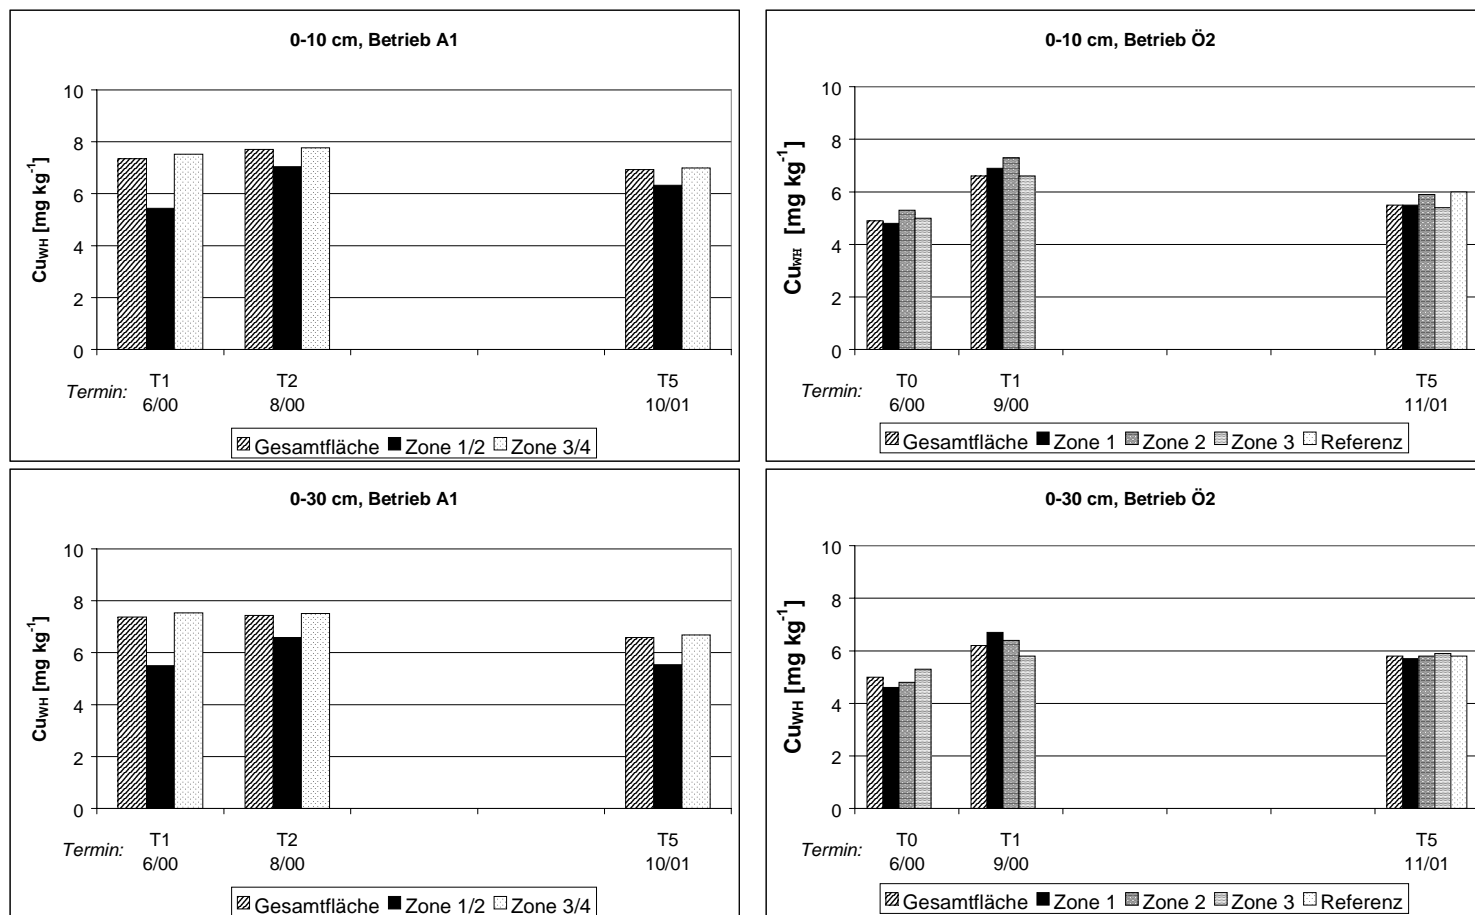 0-10 cm, Betrieb A1
CuWH [mg kg-1]
10
8
6
4
2
0
Termin:
T1 T2 T5
6/00 8/00 10/01
Gesamtfläche Zone 1/2 Zone 3/4
0-10 cm, Betrieb Ö2
CuWH [mg kg-1]
10
8
6
4
2
0
Termin:
T0 T1 T5
6/00 9/00 11/01
Gesamtfläche Zone 1 Zone 2 Zone 3 Referenz
0-30 cm, Betrieb A1
CuWH [mg kg-1]
10
8
6
4
2
0
Termin:
T1 T2 T5
6/00 8/00 10/01
Gesamtfläche Zone 1/2 Zone 3/4
0-30 cm, Betrieb Ö2
CuWH [mg kg-1]
10
8
6
4
2
0
Termin:
T0 T1 T5
6/00 9/00 11/01
Gesamtfläche Zone 1 Zone 2 Zone 3 Referenz